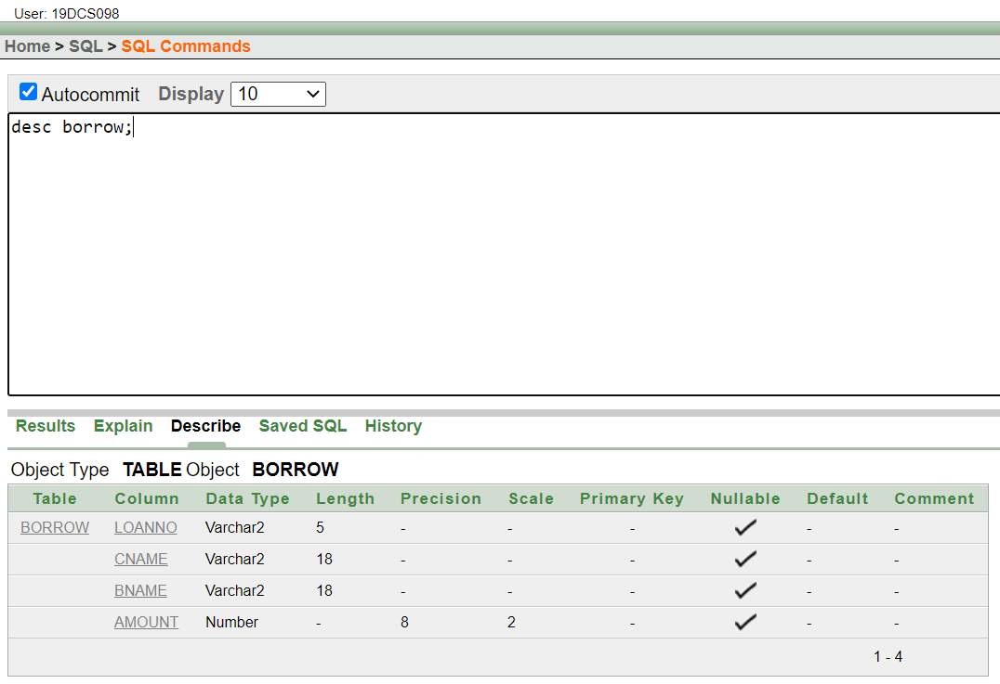 User: 19DCS098
Home > SQL > SQL Commands
Autocommit Display 10
desc borrow;
Results Explain Describe Saved SQL History
Object Type TABLE Object BORROW
Table Column Data Type Length Precision Scale Primary Key Nullable Default Comment
BORROW LOANNO Varchar2 5 - - - - -
CNAME Varchar2 18 - - - - -
BNAME Varchar2 18 - - - - -
AMOUNT Number - 8 2 - - -
1 - 4